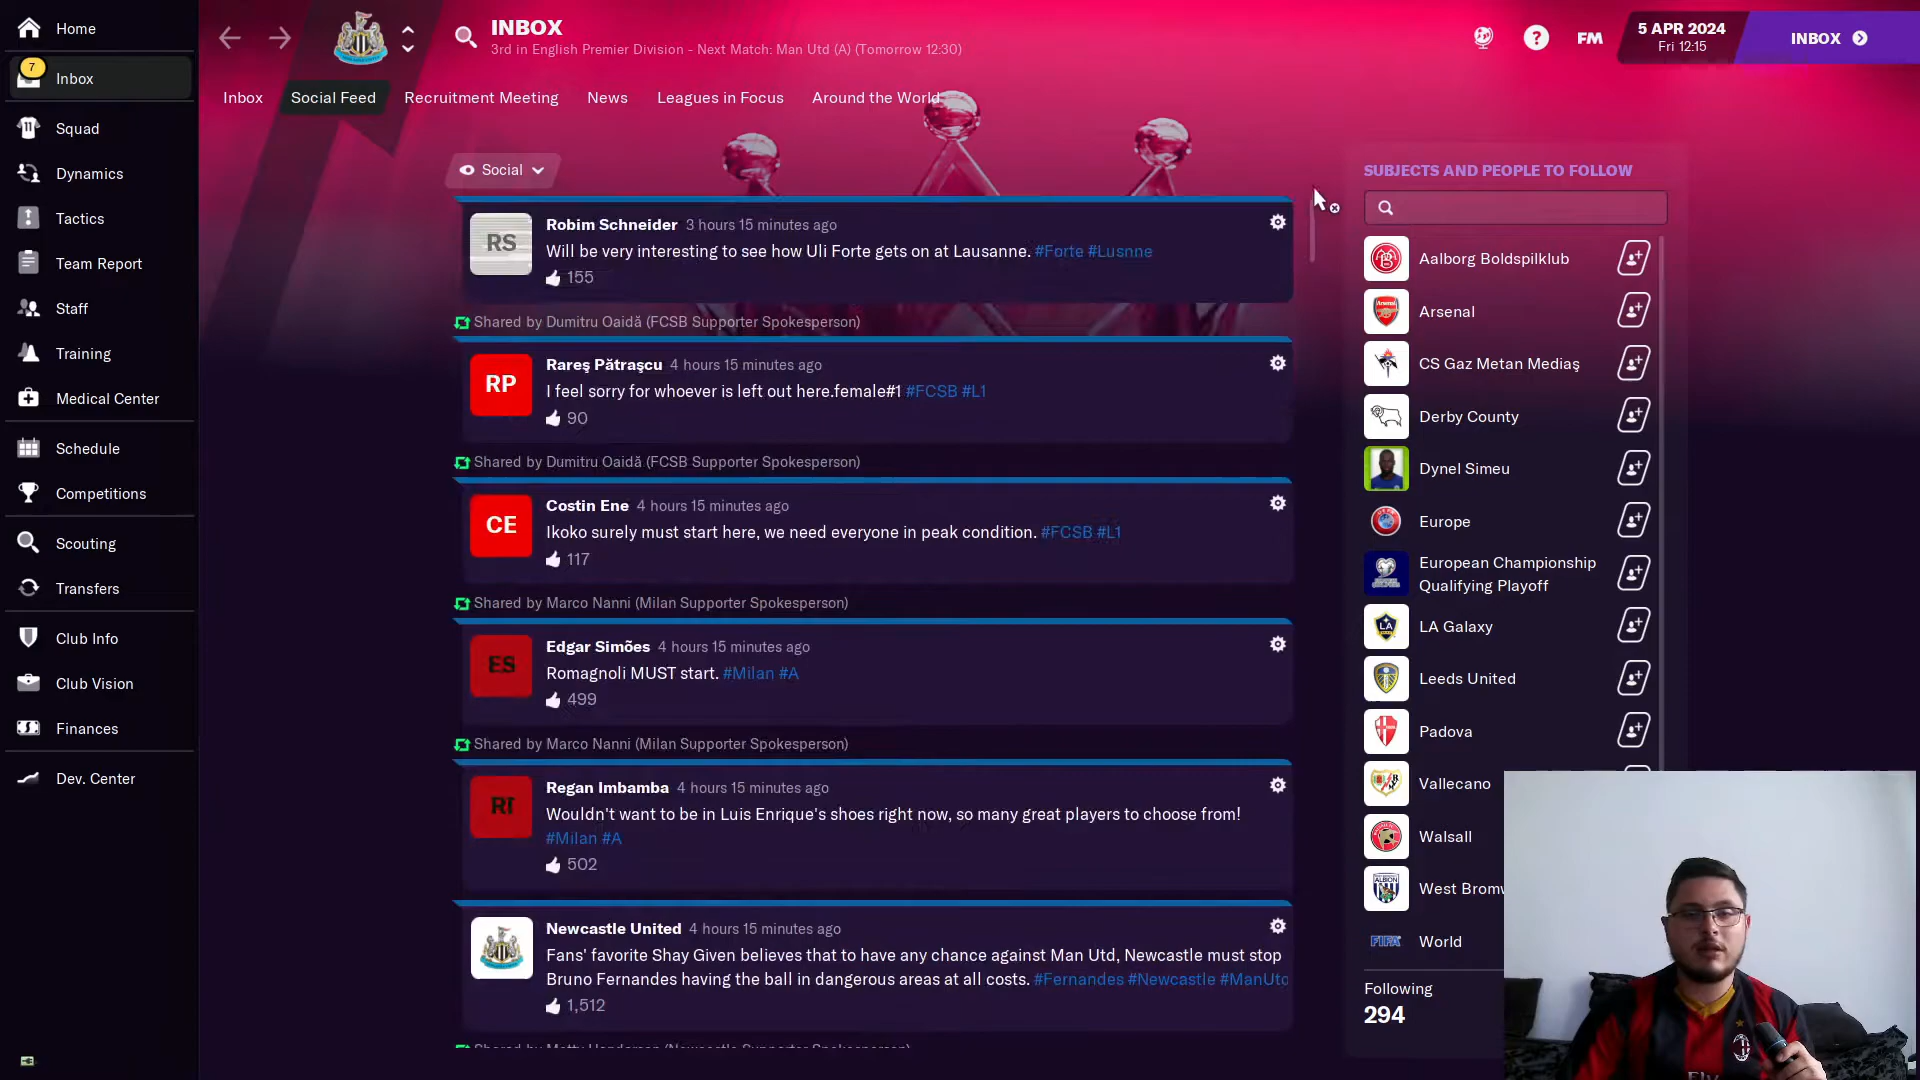 Home
7
Inbox
Squad
Dynamics
Tactics
Team Report
Staff
Training
Medical Center
Schedule
Competitions
Scouting
Transfers
Club Info
Club Vision
Finances
Dev. Center
INBOX
3rd in English Premier Division - Next Match: Man Utd (A) (Tomorrow 12:30)
FM
5 APR 2024
Fri 12:15
INBOX
Inbox Social Feed Recruitment Meeting News Leagues in Focus Around the World
Social
RS
Robim Schneider 3 hours 15 minutes ago
Will be very interesting to see how Uli Forte gets on at Lausanne. #Forte #Lusnne
155
Shared by Dumitru Oaidă (FCSB Supporter Spokesperson)
RP
Rareş Pătraşcu 4 hours 15 minutes ago
I feel sorry for whoever is left out here.female#1 #FCSB #L1
90
Shared by Dumitru Oaidă (FCSB Supporter Spokesperson)
CE
Costin Ene 4 hours 15 minutes ago
Ikoko surely must start here, we need everyone in peak condition. #FCSB #L1
117
Shared by Marco Nanni (Milan Supporter Spokesperson)
ES
Edgar Simões 4 hours 15 minutes ago
Romagnoli MUST start. #Milan #A
499
Shared by Marco Nanni (Milan Supporter Spokesperson)
RI
Regan Imbamba 4 hours 15 minutes ago
Wouldn't want to be in Luis Enrique's shoes right now, so many great players to choose from!
#Milan #A
502
Newcastle United 4 hours 15 minutes ago
Fans' favorite Shay Given believes that to have any chance against Man Utd, Newcastle must stop
Bruno Fernandes having the ball in dangerous areas at all costs. #Fernandes #Newcastle #ManUtd
1,512
SUBJECTS AND PEOPLE TO FOLLOW
Aalborg Boldspilklub
Arsenal
CS Gaz Metan Mediaş
Derby County
Dynel Simeu
Europe
European Championship
Qualifying Playoff
LA Galaxy
Leeds United
Padova
Vallecano
Walsall
West Brom
FIFA
World
Following
294